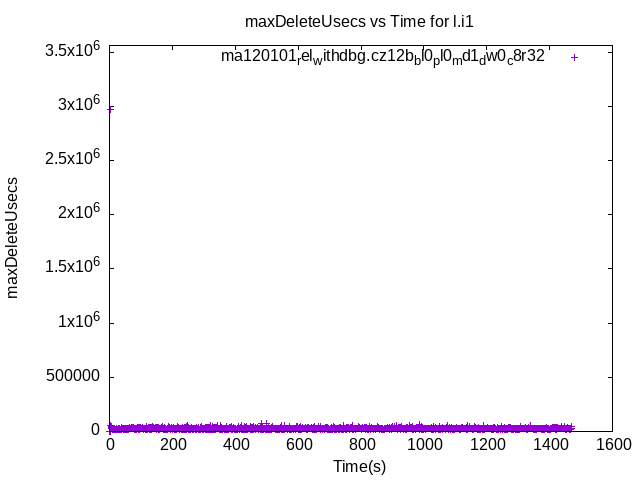 maxDeleteUsecs vs Time for l.i1
3.5x10⁶
ma120101relwithdbg.cz12bbl0pl0md1dw0c8r32
3x10⁶
2.5x10⁶
2x10⁶
maxDeleteUsecs
1.5x10⁶
1x10⁶
500000
0
0 200 400 600 800 1000 1200 1400 1600
Time(s)